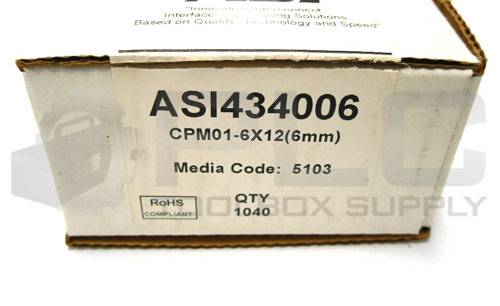 "Innovative Interconnect,
Interface Solutions
Based on Quality, Technology and Speed"
ASI434006
CPM01-6X12(6mm)
Media Code: 5103
RoHS
COMPLIANT
QTY
1040
PLC
TOOLBOX SUPPLY